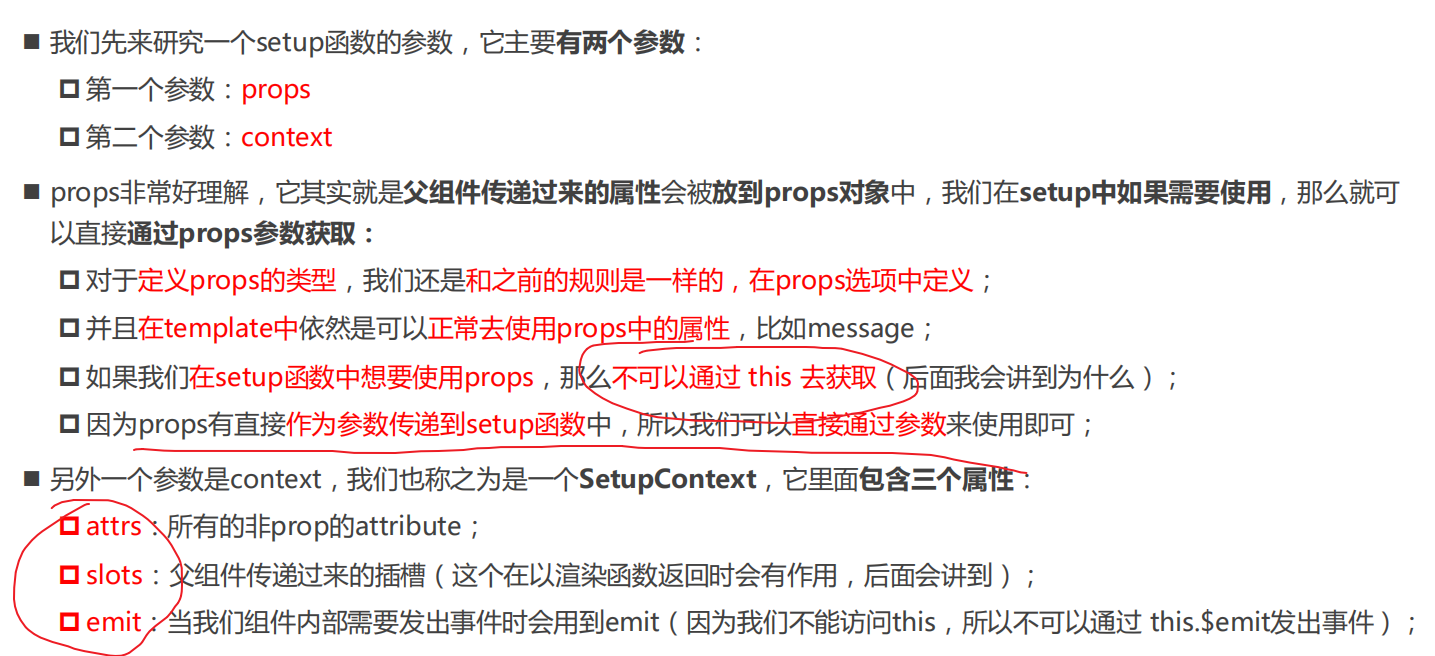 我们先来研究一个setup函数的参数，它主要有两个参数：
第一个参数：props
第二个参数：context
props非常好理解，它其实就是父组件传递过来的属性会被放到props对象中，我们在setup中如果需要使用，那么就可
以直接通过props参数获取：
对于定义props的类型，我们还是和之前的规则是一样的，在props选项中定义；
并且在template中依然是可以正常去使用props中的属性，比如message；
如果我们在setup函数中想要使用props，那么不可以通过 this 去获取（后面我会讲到为什么）；
因为props有直接作为参数传递到setup函数中，所以我们可以直接通过参数来使用即可；
另外一个参数是context，我们也称之为是一个SetupContext，它里面包含三个属性：
attrs：所有的非prop的attribute；
slots：父组件传递过来的插槽（这个在以渲染函数返回时会有作用，后面会讲到）；
emit：当我们组件内部需要发出事件时会用到emit（因为我们不能访问this，所以不可以通过 this.$emit发出事件）；